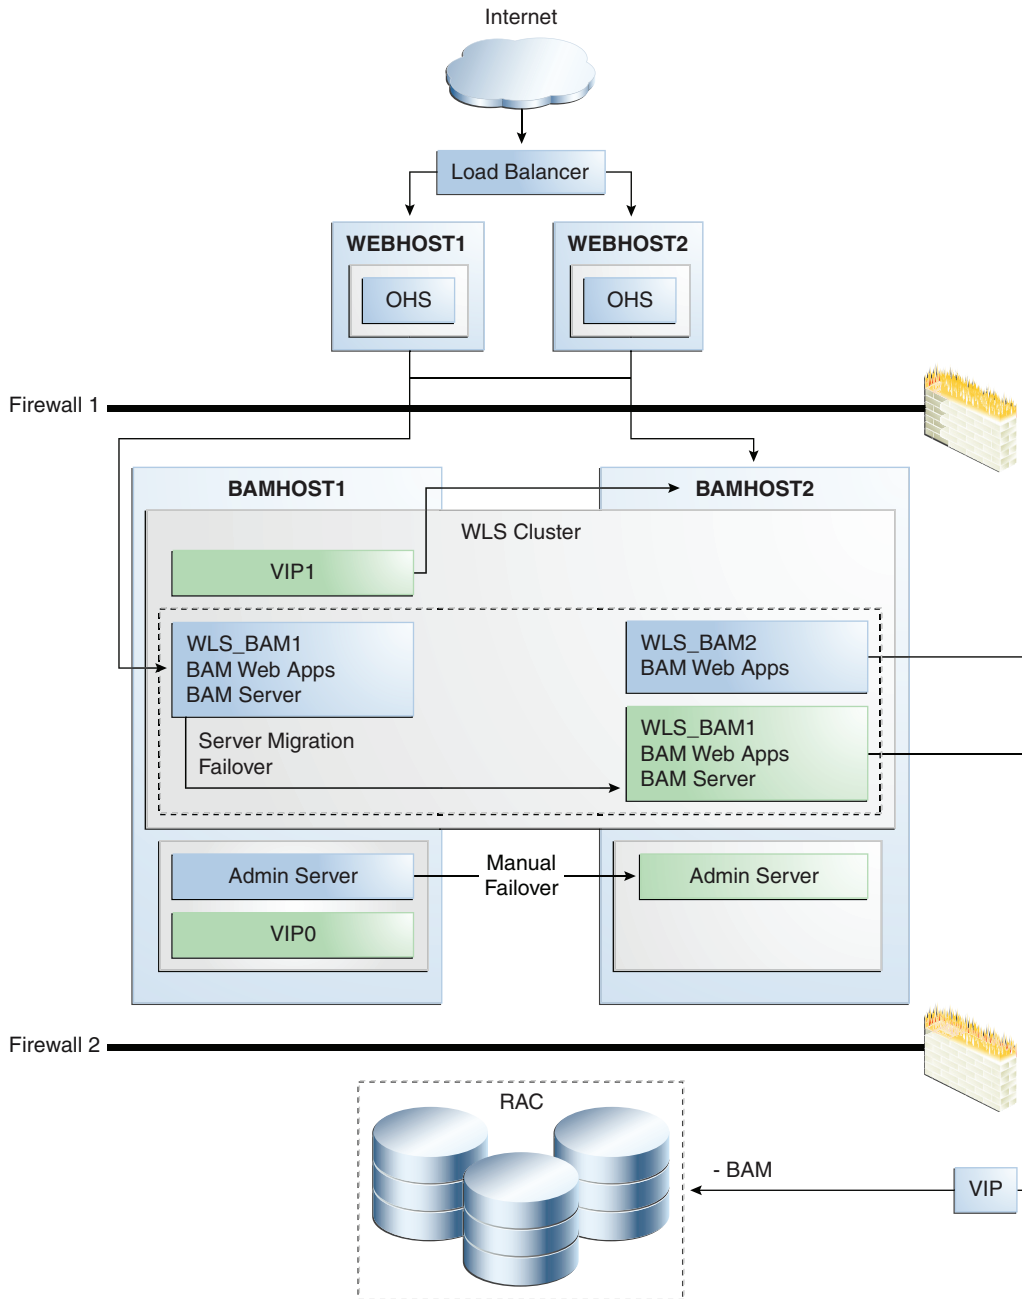 Internet
Load Balancer
WEBHOST1
WEBHOST2
OHS
OHS
Firewall 1
BAMHOST1
BAMHOST2
WLS Cluster
VIP1
WLS_BAM1
BAM Web Apps
BAM Server
WLS_BAM2
BAM Web Apps
Server Migration
Failover
WLS_BAM1
BAM Web Apps
BAM Server
Admin Server
Manual
Failover
Admin Server
VIP0
Firewall 2
RAC
- BAM
VIP